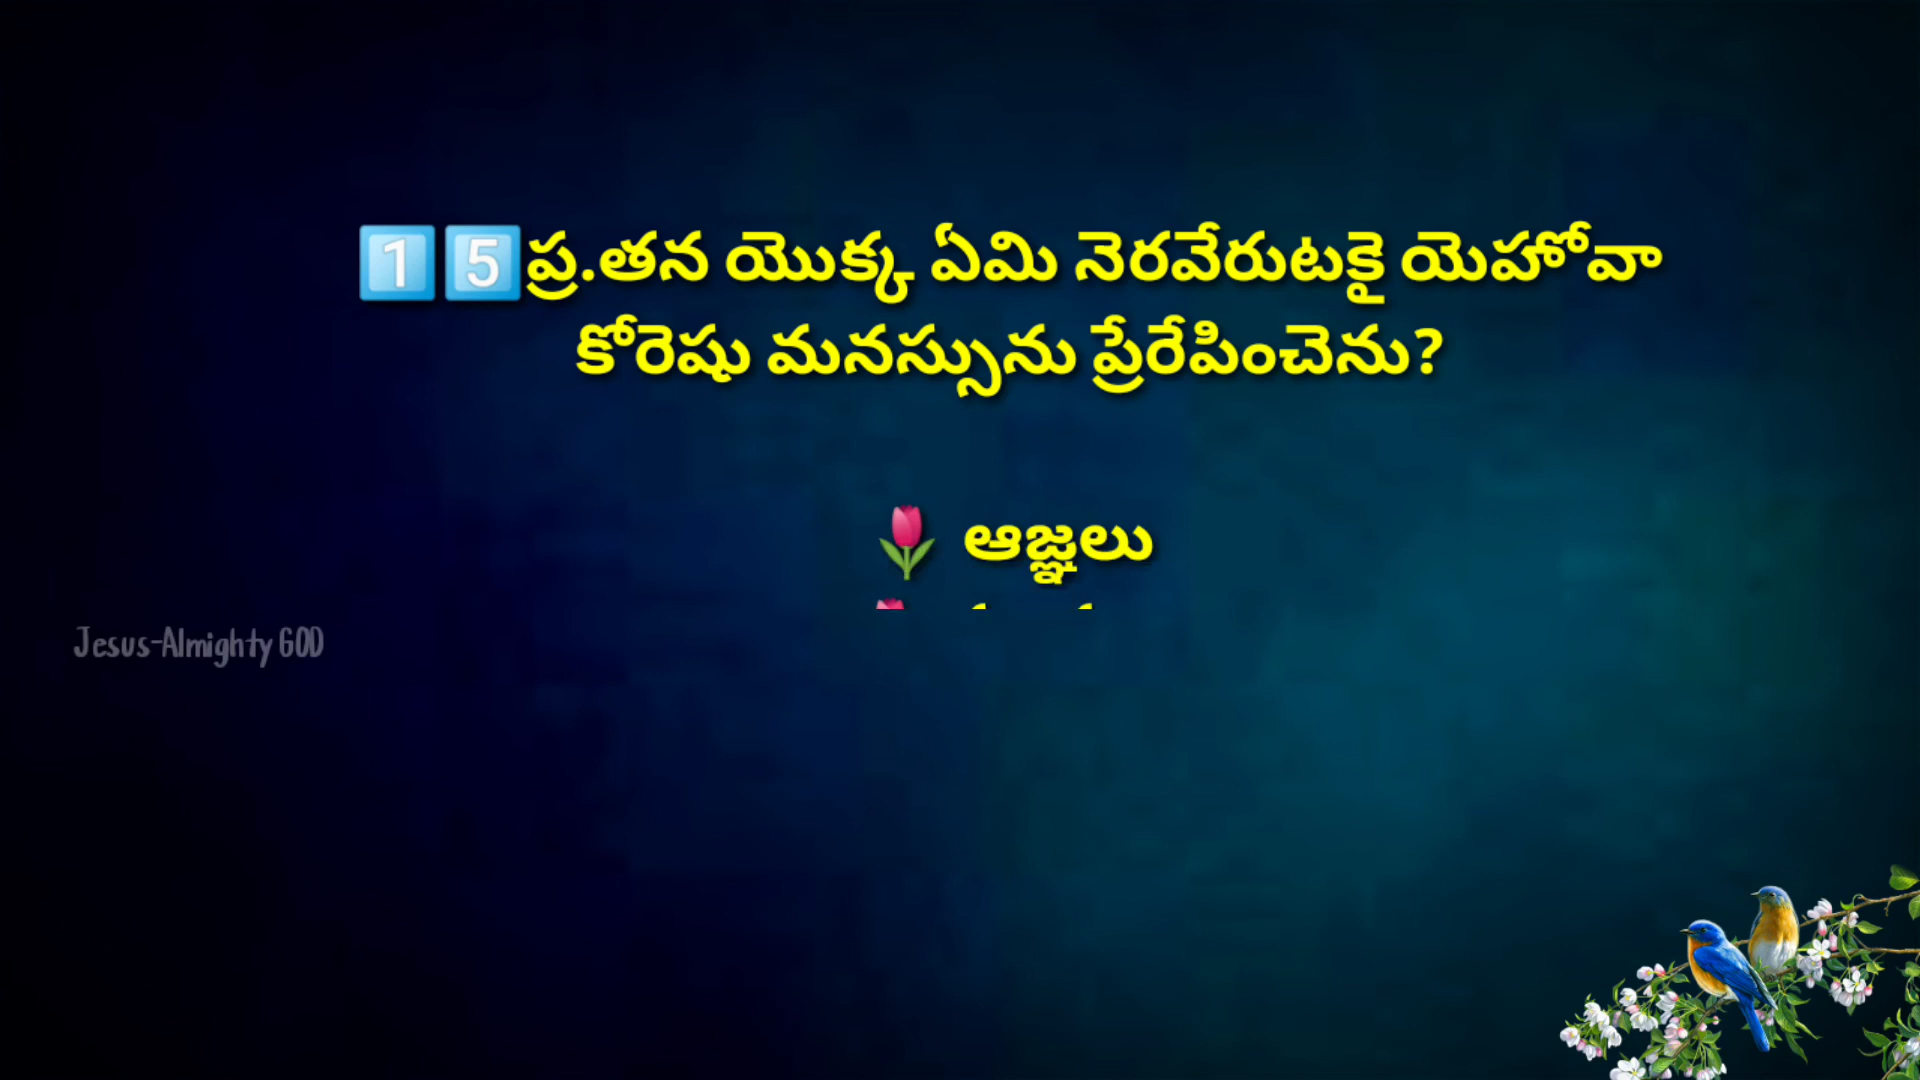 1️⃣5️⃣ప్ర.తన యొక్క ఏమి నెరవేరుటకై యెహోవా
కోరెషు మనస్సును ప్రేరేపించెను?
🌷 ఆజ్ఞలు
Jesus-Almighty GOD